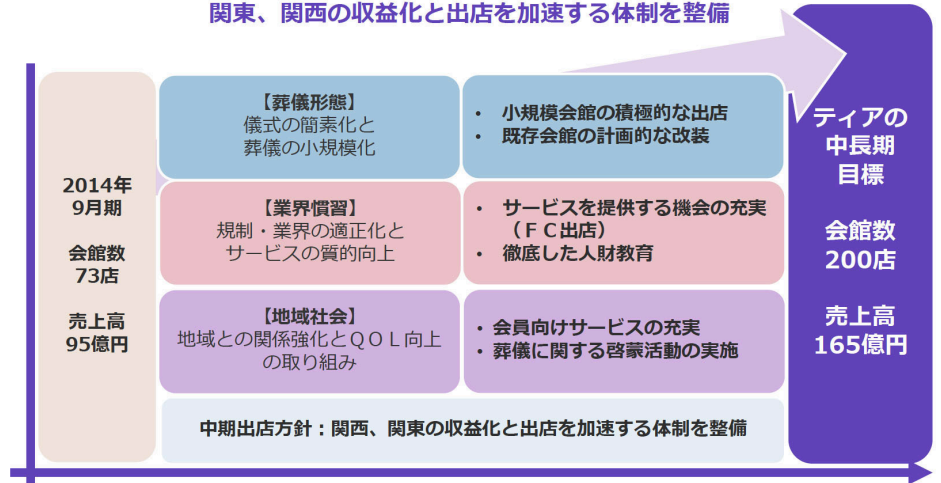 関東、関西の収益化と出店を加速する体制を整備
2014年
9月期
会館数
73店
売上高
95億円
【葬儀形態】
儀式の簡素化と
葬儀の小規模化
・ 小規模会館の積極的な出店
・ 既存会館の計画的な改装
【業界慣習】
規制・業界の適正化と
サービスの質的向上
・ サービスを提供する機会の充実
（ＦＣ出店）
・ 徹底した人財教育
【地域社会】
地域との関係強化とＱＯＬ向上
の取り組み
・会員向けサービスの充実
・葬儀に関する啓蒙活動の実施
中期出店方針：関西、関東の収益化と出店を加速する体制を整備
ティアの
中長期
目標
会館数
200店
売上高
165億円